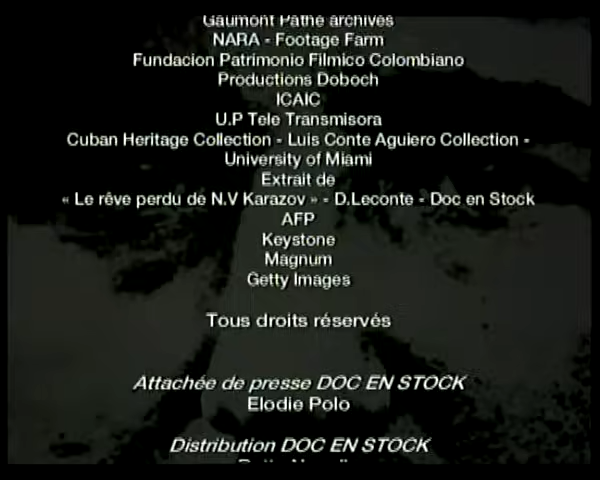 Gaumont Pathé archives
NARA - Footage Farm
Fundacion Patrimonio Filmico Colombiano
Productions Doboch
ICAIC
U.P Tele Transmisora
Cuban Heritage Collection - Luis Conte Aguiero Collection -
University of Miami
Extrait de
« Le rêve perdu de N.V Karazov » - D.Leconte - Doc en Stock
AFP
Keystone
Magnum
Getty Images
Tous droits réservés
Attachée de presse DOC EN STOCK
Elodie Polo
Distribution DOC EN STOCK